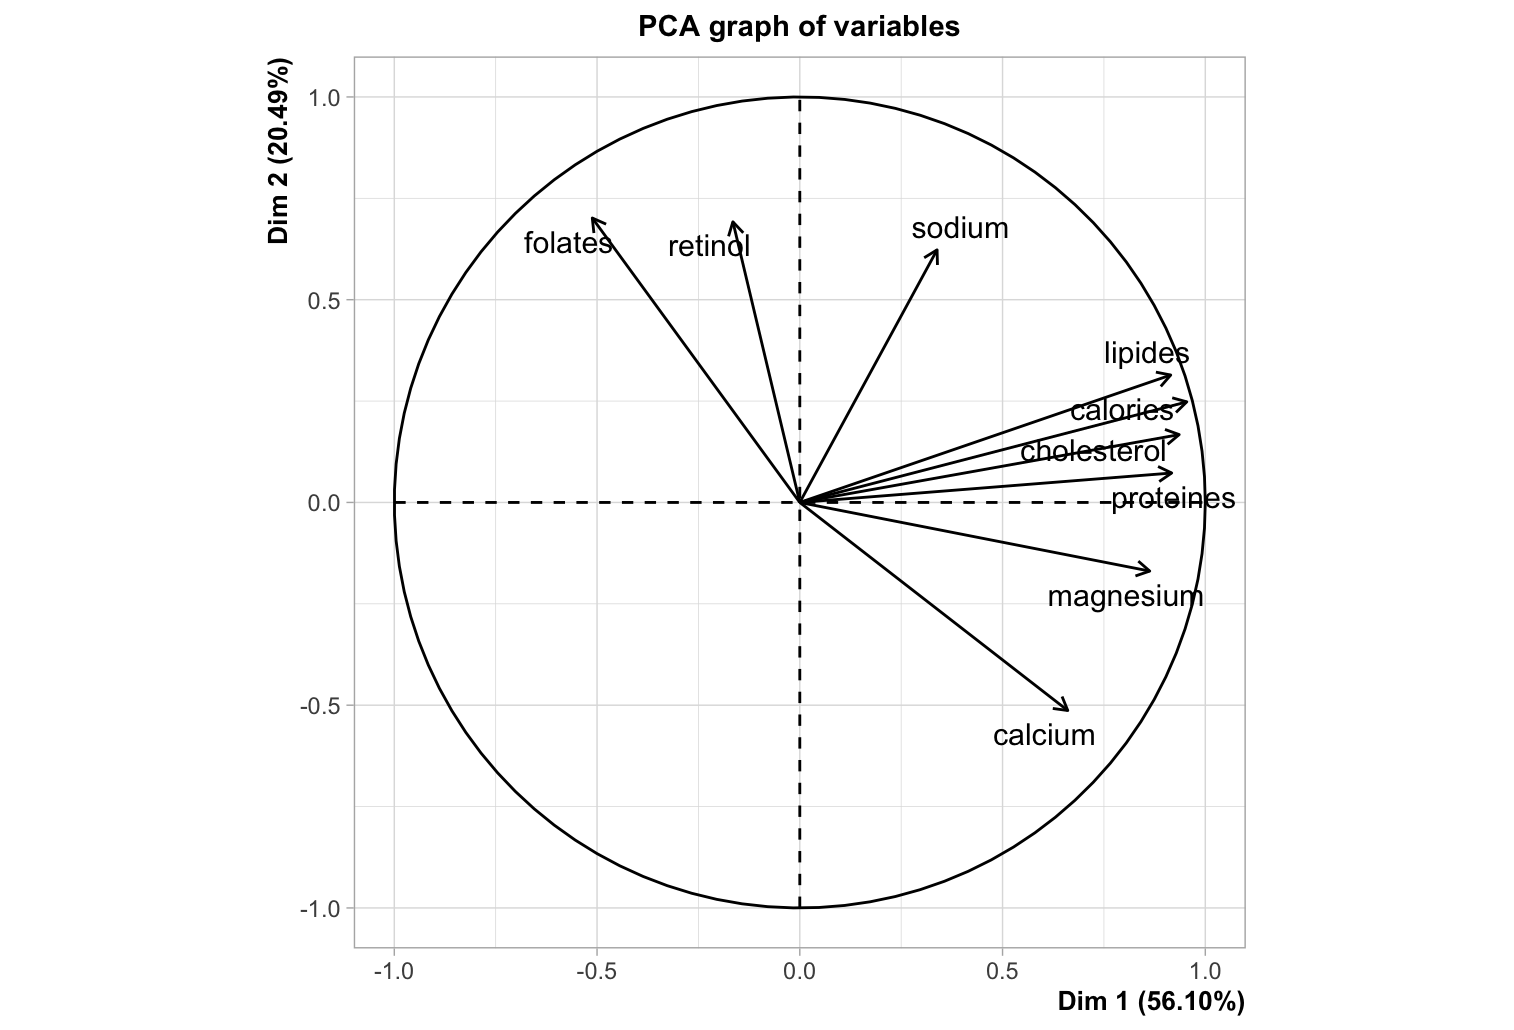 PCA graph of variables
Dim 2 (20.49%)
1.0
0.5
0.0
-0.5
-1.0
folates
retinol
sodium
lipides
calories
cholesterol
proteines
magnesium
calcium
-1.0
-0.5
0.0
0.5
1.0
Dim 1 (56.10%)